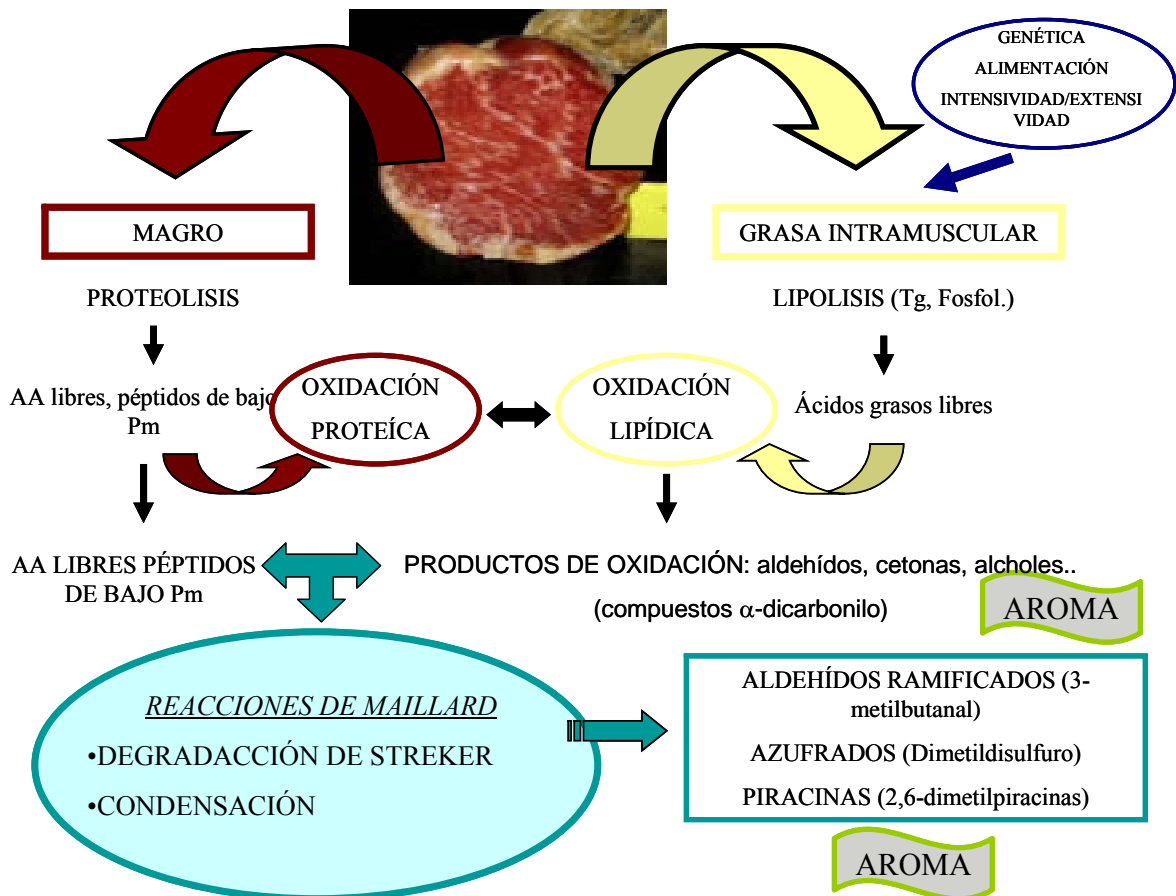 GENÉTICA
ALIMENTACIÓN
INTENSIVIDAD/EXTENSI
VIDAD
MAGRO
GRASA INTRAMUSCULAR
PROTEOLISIS
LIPOLISIS (Tg, Fosfol.)
AA libres, péptidos de bajo
Pm
OXIDACIÓN
PROTEÍCA
OXIDACIÓN
LIPÍDICA
Ácidos grasos libres
AA LIBRES PÉPTIDOS
DE BAJO Pm
PRODUCTOS DE OXIDACIÓN: aldehídos, cetonas, alcholes..
(compuestos α-dicarbonilo)
AROMA
REACCIONES DE MAILLARD
•DEGRADACCIÓN DE STREKER
•CONDENSACIÓN
ALDEHÍDOS RAMIFICADOS (3-
metilbutanal)
AZUFRADOS (Dimetildisulfuro)
PIRACINAS (2,6-dimetilpiracinas)
AROMA